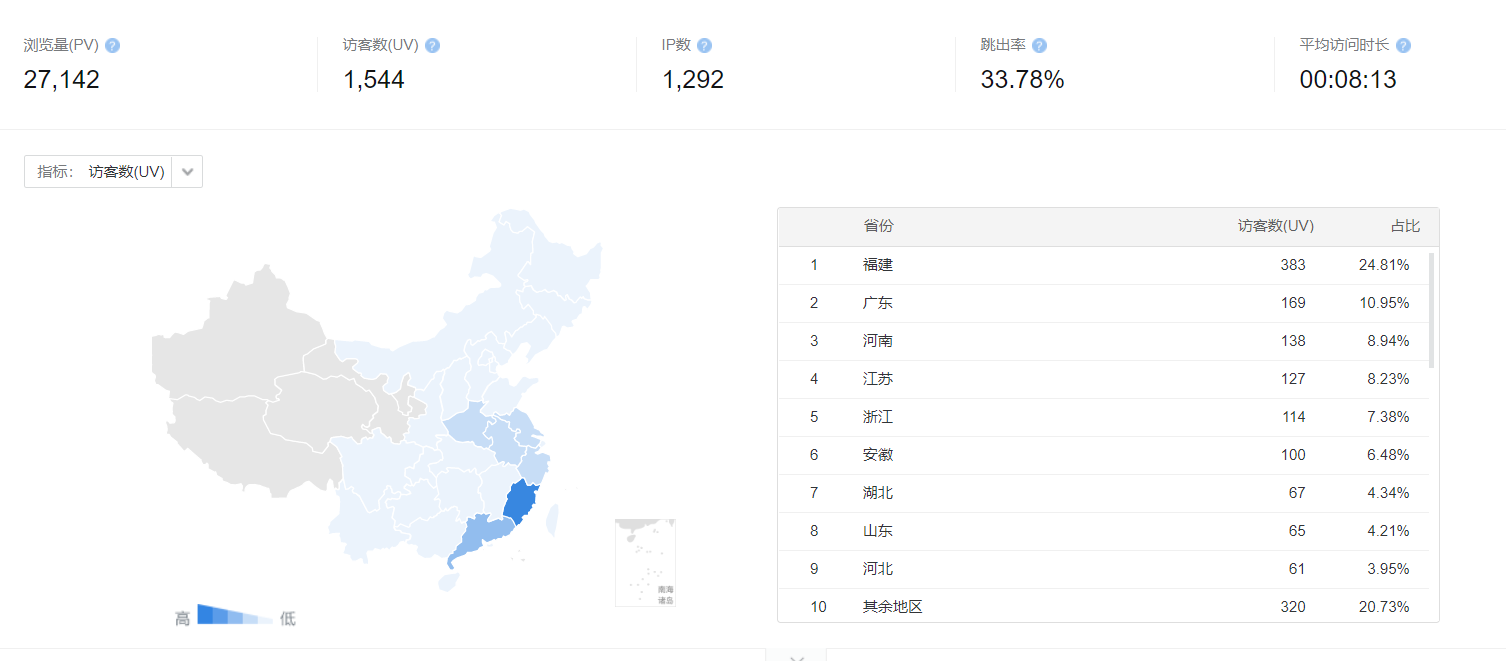 浏览量(PV) ?
27,142
访客数(UV) ?
1,544
IP数 ?
1,292
跳出率 ?
33.78%
平均访问时长 ?
00:08:13
指标： 访客数(UV)
高 低
南海
诸岛
省份 访客数(UV) 占比
1 福建 383 24.81%
2 广东 169 10.95%
3 河南 138 8.94%
4 江苏 127 8.23%
5 浙江 114 7.38%
6 安徽 100 6.48%
7 湖北 67 4.34%
8 山东 65 4.21%
9 河北 61 3.95%
10 其余地区 320 20.73%